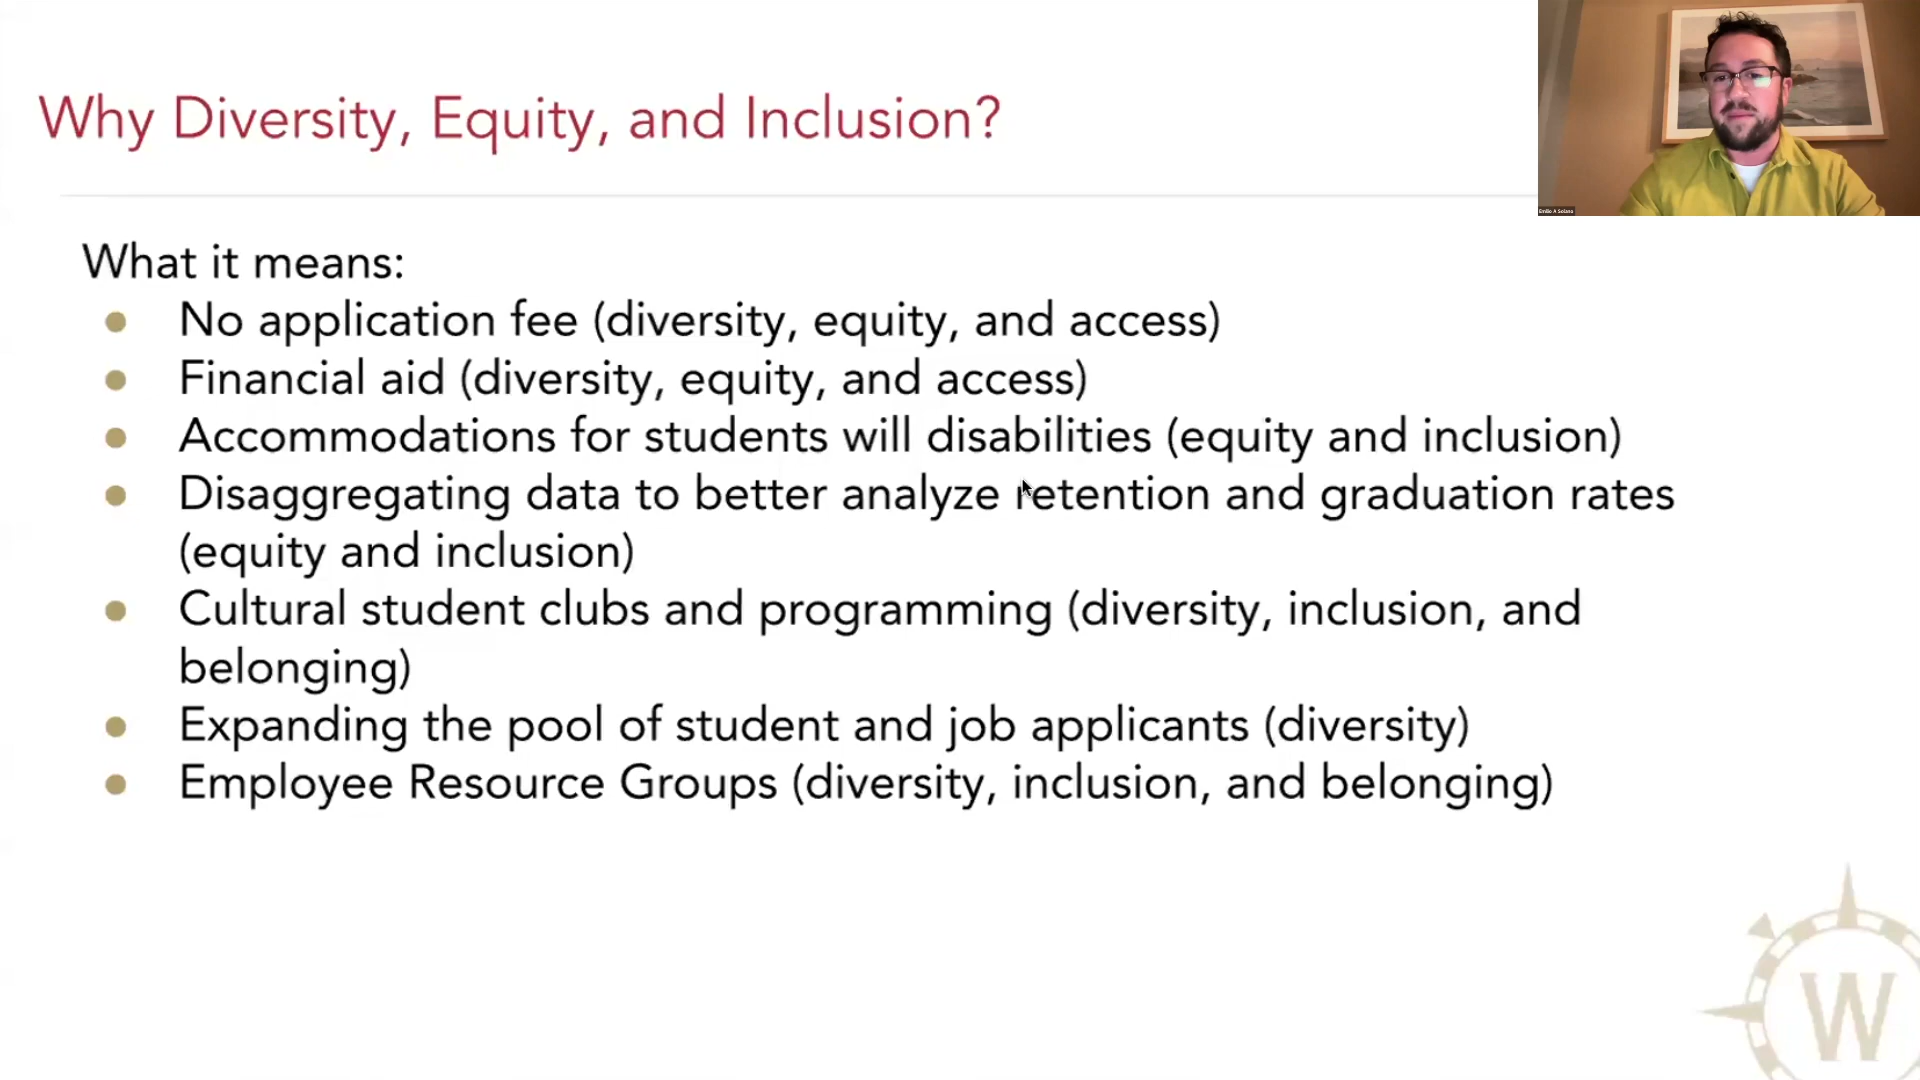 Why Diversity, Equity, and Inclusion?
Emilio A Solano
What it means:
● No application fee (diversity, equity, and access)
● Financial aid (diversity, equity, and access)
● Accommodations for students will disabilities (equity and inclusion)
● Disaggregating data to better analyze retention and graduation rates
(equity and inclusion)
● Cultural student clubs and programming (diversity, inclusion, and
belonging)
● Expanding the pool of student and job applicants (diversity)
● Employee Resource Groups (diversity, inclusion, and belonging)
W